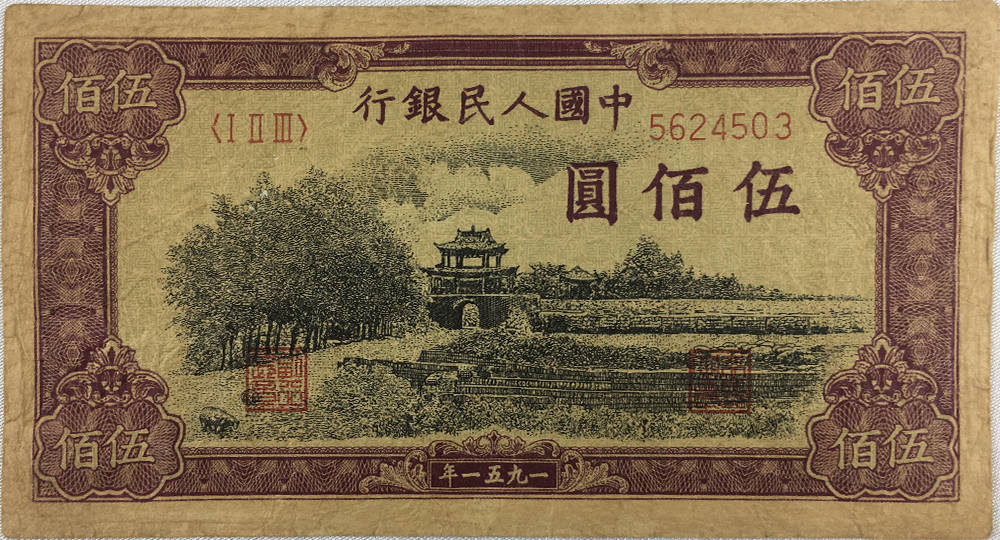 伍佰
伍佰
中國人民銀行
〈I II III〉
5624503
伍佰圓
伍佰
伍佰
一九五一年